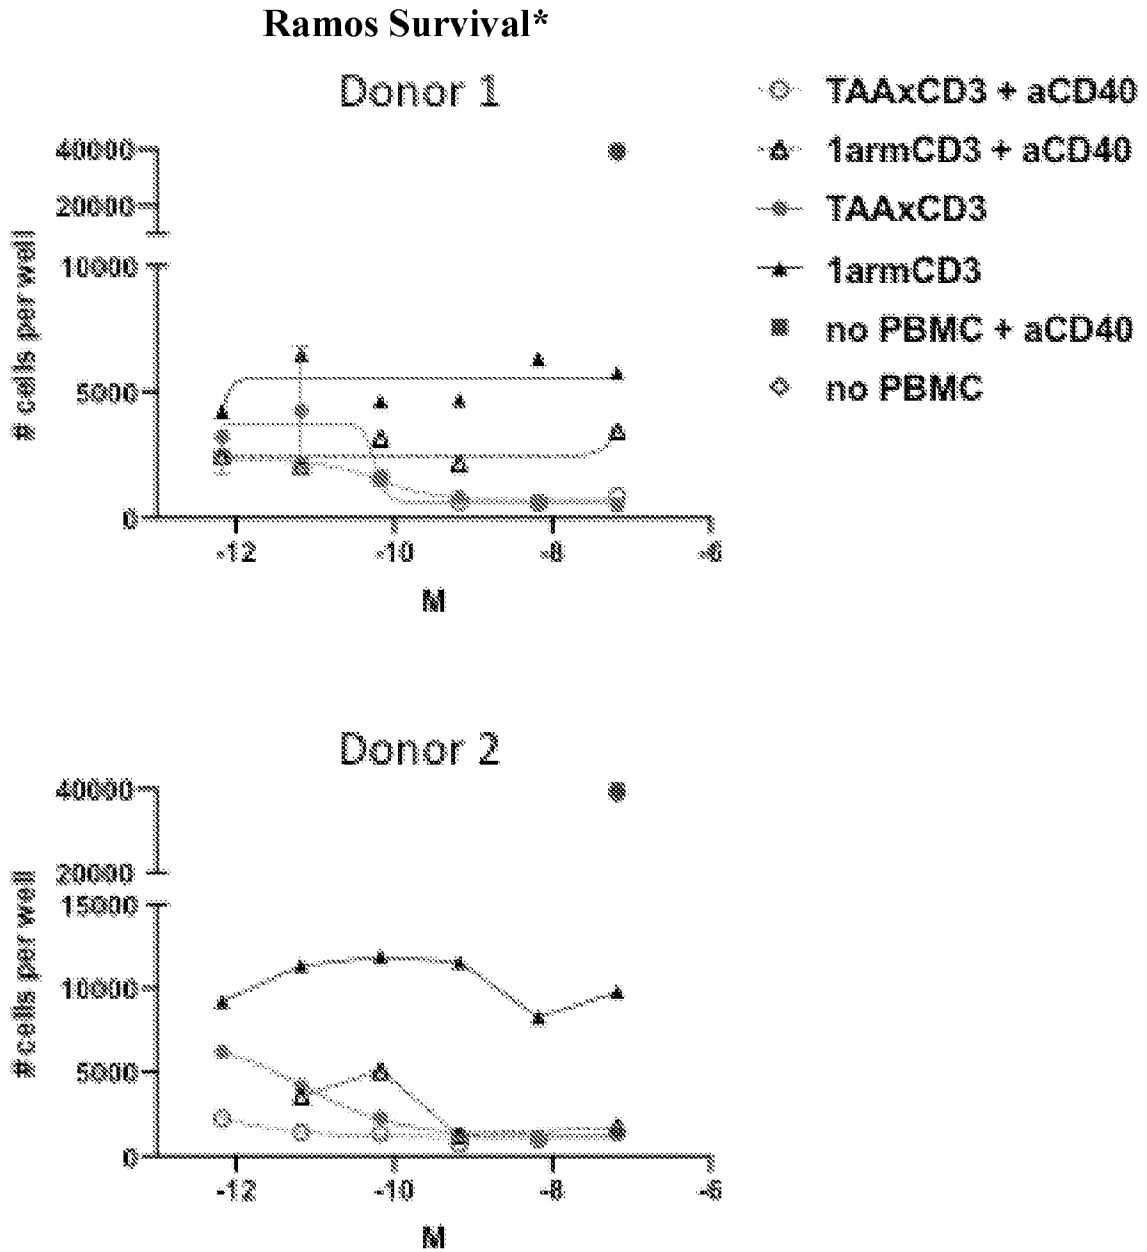 Ramos Survival*
Donor 1
TAAxCD3 + aCD40
1armCD3 + aCD40
TAAxCD3
1armCD3
no PBMC + aCD40
no PBMC
# cells per well
40000
20000
10000
5000
0
-12
-10
-8
-6
M
Donor 2
# cells per well
40000
20000
15000
10000
5000
0
-12
-10
-8
-6
M